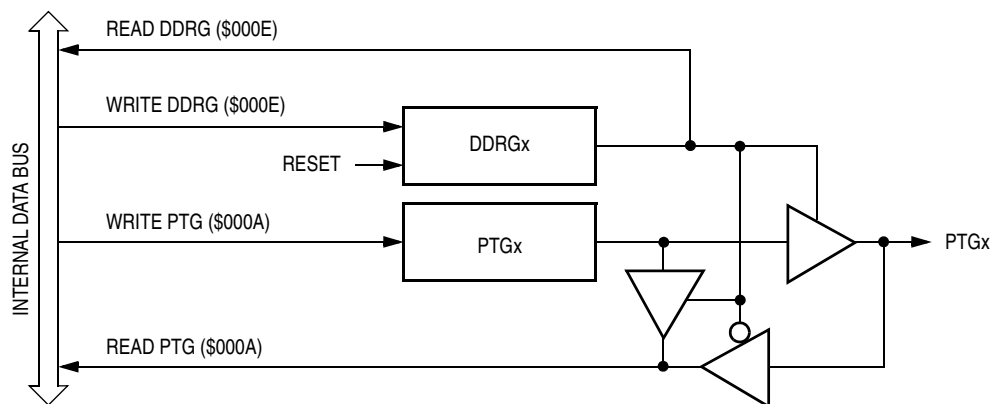 READ DDRG ($000E)
WRITE DDRG ($000E)
DDRGx
RESET
INTERNAL DATA BUS
WRITE PTG ($000A)
PTGx
PTGx
READ PTG ($000A)